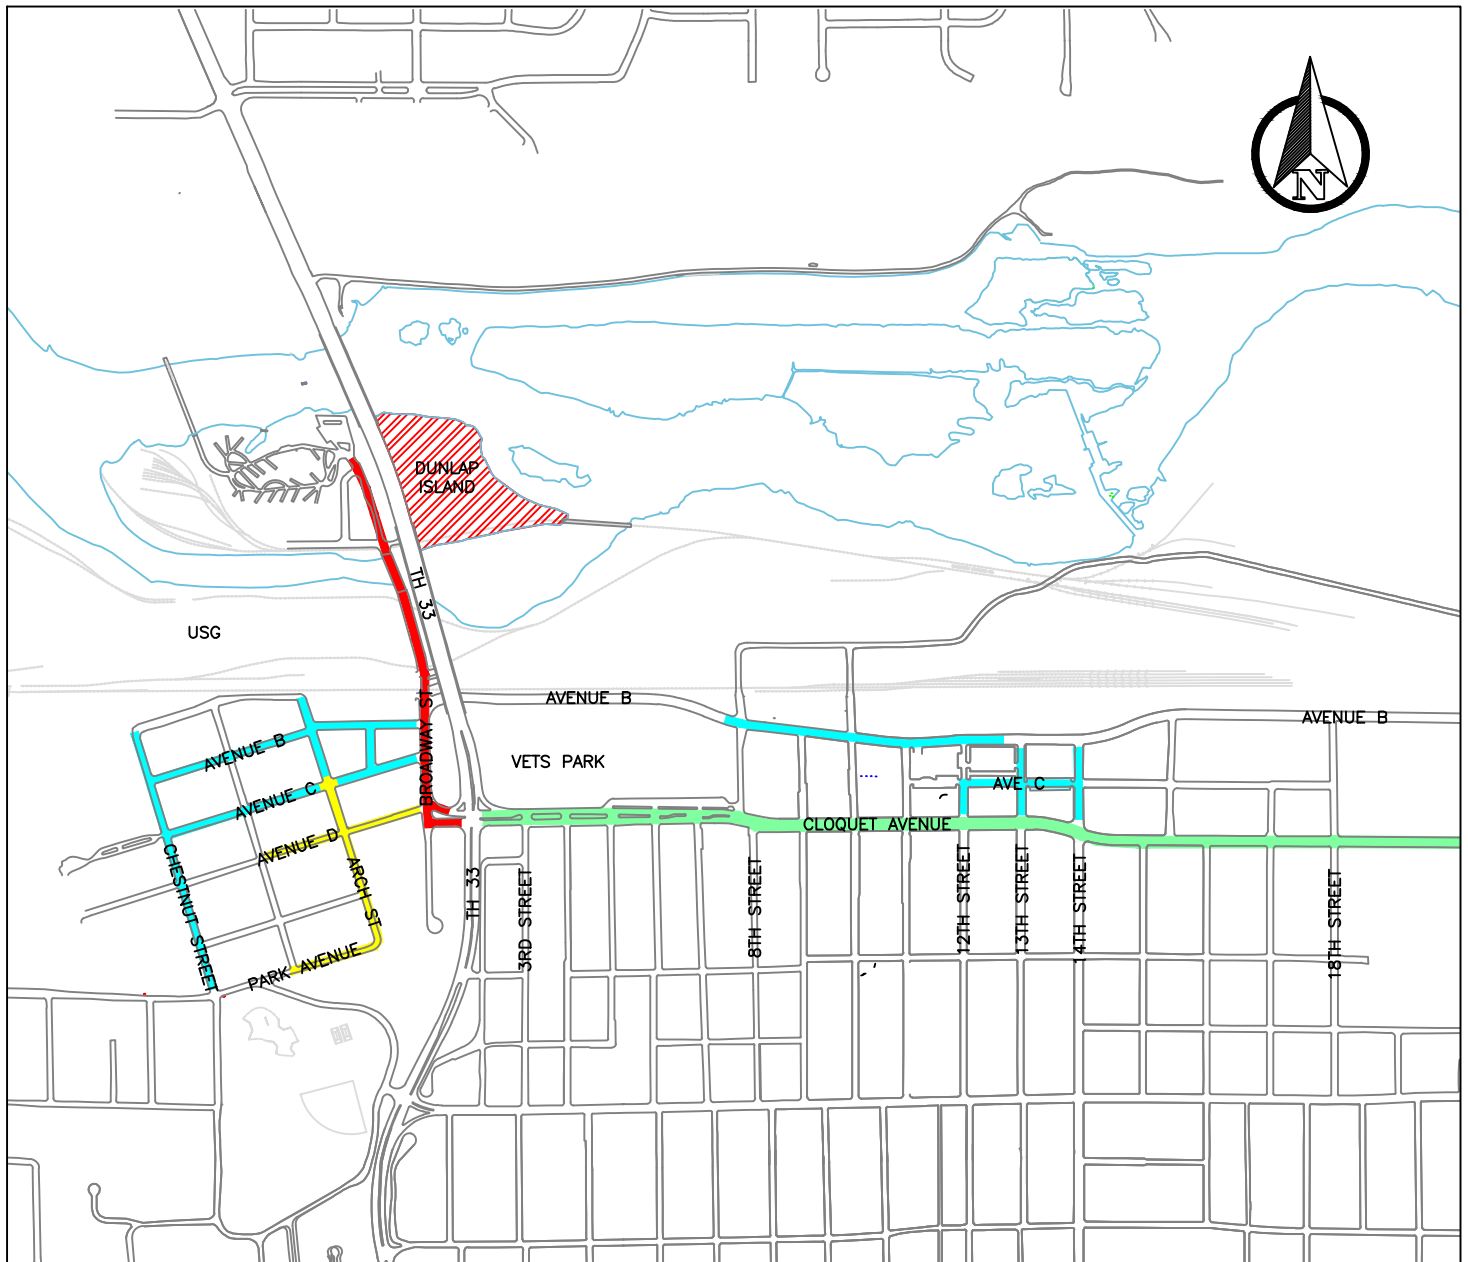 N
DUNLAP
ISLAND
TH 33
USG
AVENUE B
AVENUE B
AVENUE B
BROADWAY ST
VETS PARK
AVENUE C
AVE C
CLOQUET AVENUE
AVENUE D
CHESTNUT STREET
ARCH ST
TH 33
3RD STREET
8TH STREET
12TH STREET
13TH STREET
14TH STREET
18TH STREET
PARK AVENUE